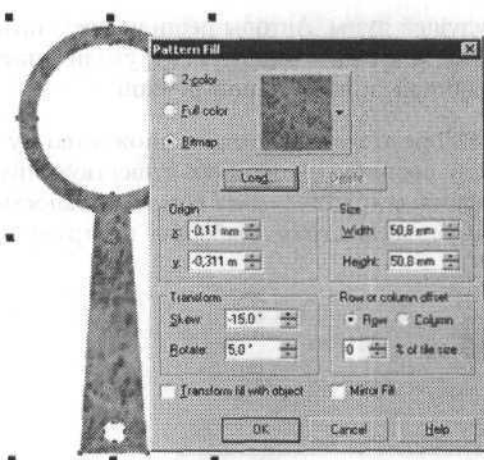 Pattern Fill
2 color
Full color
Bitmap
Load...
Delete
Origin
x: -0.11 mm
y: -0,311 m
Size
Width: 50,8 mm
Height: 50.8 mm
Transform
Skew: -15.0 °
Rotate: 5,0 °
Row or column offset
Row Column
0 % of tile size
Transform fill with object
Mirror Fill
OK Cancel Help